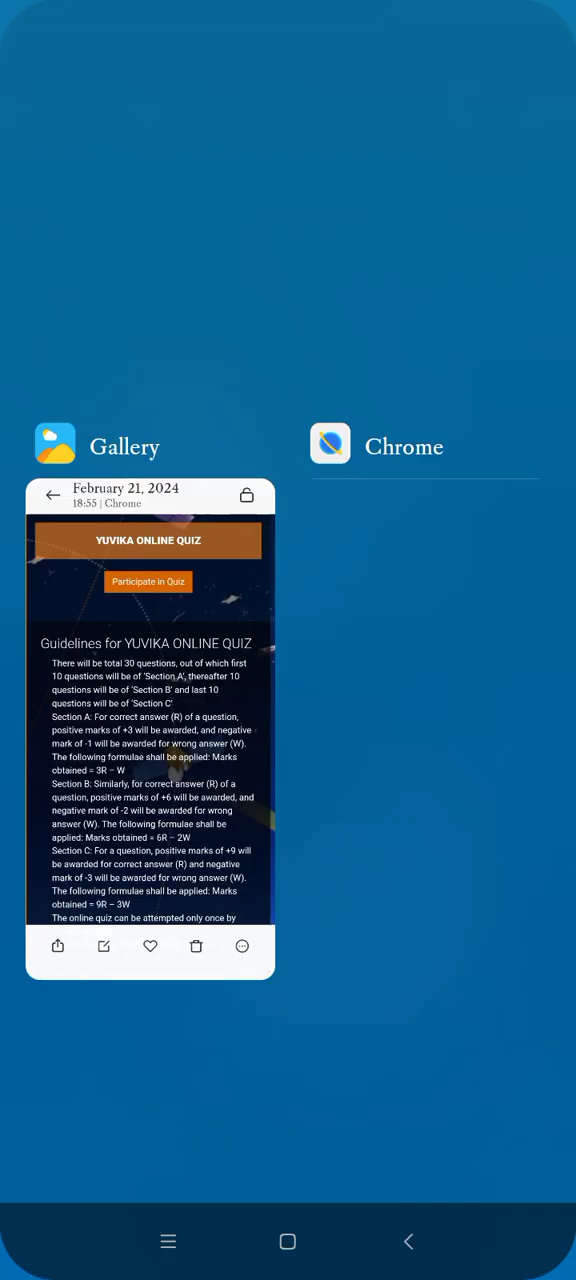 Gallery
Chrome
February 21, 2024
18:55 | Chrome
YUVIKA ONLINE QUIZ
Participate in Quiz
Guidelines for YUVIKA ONLINE QUIZ
There will be total 30 questions, out of which first
10 questions will be of 'Section A', thereafter 10
questions will be of 'Section B' and last 10
questions will be of 'Section C'
Section A: For correct answer (R) of a question,
positive marks of +3 will be awarded, and negative
mark of -1 will be awarded for wrong answer (W).
The following formulae shall be applied: Marks
obtained = 3R – W
Section B: Similarly, for correct answer (R) of a
question, positive marks of +6 will be awarded, and
negative mark of -2 will be awarded for wrong
answer (W). The following formulae shall be
applied: Marks obtained = 6R – 2W
Section C: For a question, positive marks of +9 will
be awarded for correct answer (R) and negative
mark of -3 will be awarded for wrong answer (W).
The following formulae shall be applied: Marks
obtained = 9R – 3W
The online quiz can be attempted only once by